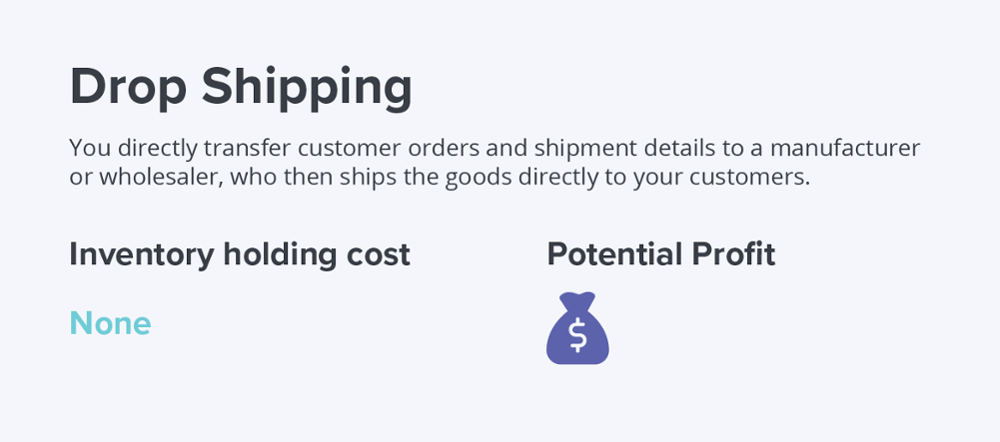 Drop Shipping
You directly transfer customer orders and shipment details to a manufacturer
or wholesaler, who then ships the goods directly to your customers.
Inventory holding cost
Potential Profit
None
$